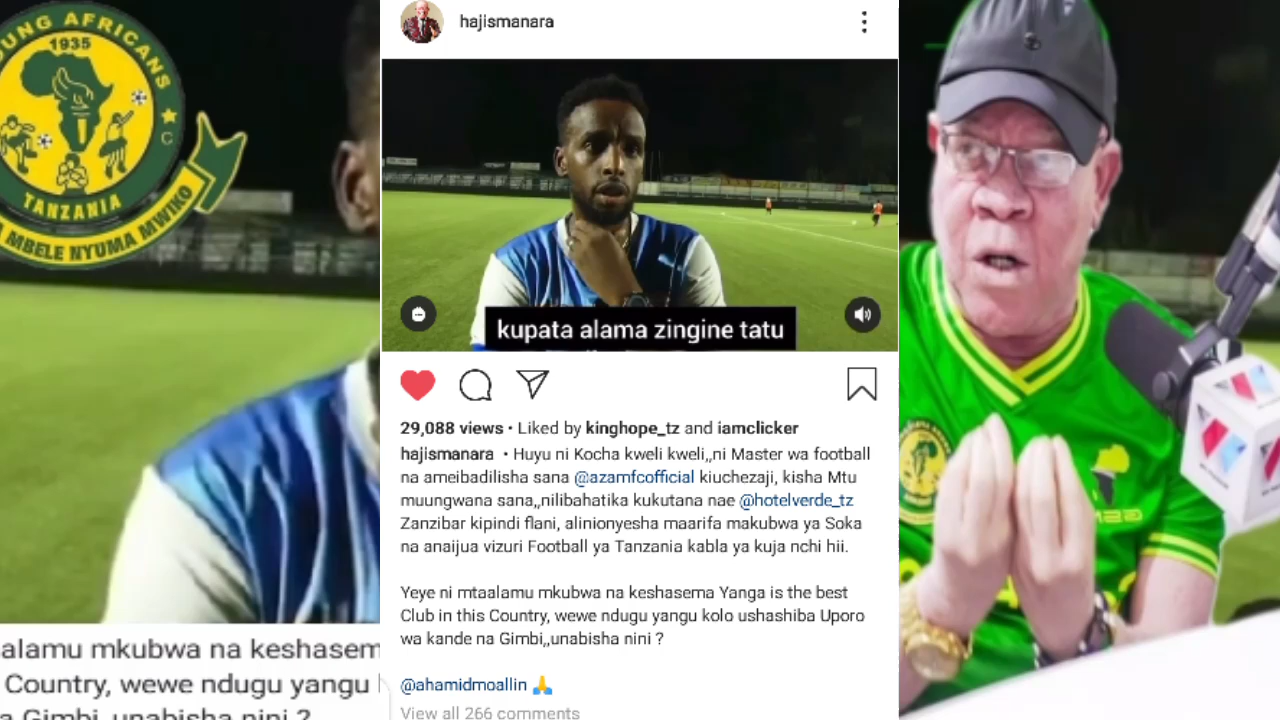 UNG AFRICANS
1935
TANZANIA
MBELE NYUMA MWIKO
alamu mkubwa na keshasem
Country, wewe ndugu yangu
a Gimbi,,unabisha nini ?
hajismanara
kupata alama zingine tatu
29,088 views • Liked by kinghope_tz and iamclicker
hajismanara • Huyu ni Kocha kweli kweli,,ni Master wa football
na ameibadilisha sana @azamfcofficial kiuchezaji, kisha Mtu
muungwana sana,,nilibahatika kukutana nae @hotelverde_tz
Zanzibar kipindi flani, alinionyesha maarifa makubwa ya Soka
na anaijua vizuri Football ya Tanzania kabla ya kuja nchi hii.
Yeye ni mtaalamu mkubwa na keshasema Yanga is the best
Club in this Country, wewe ndugu yangu kolo ushashiba Uporo
wa kande na Gimbi,,unabisha nini ?
@ahamidmoallin 🙏
View all 266 comments